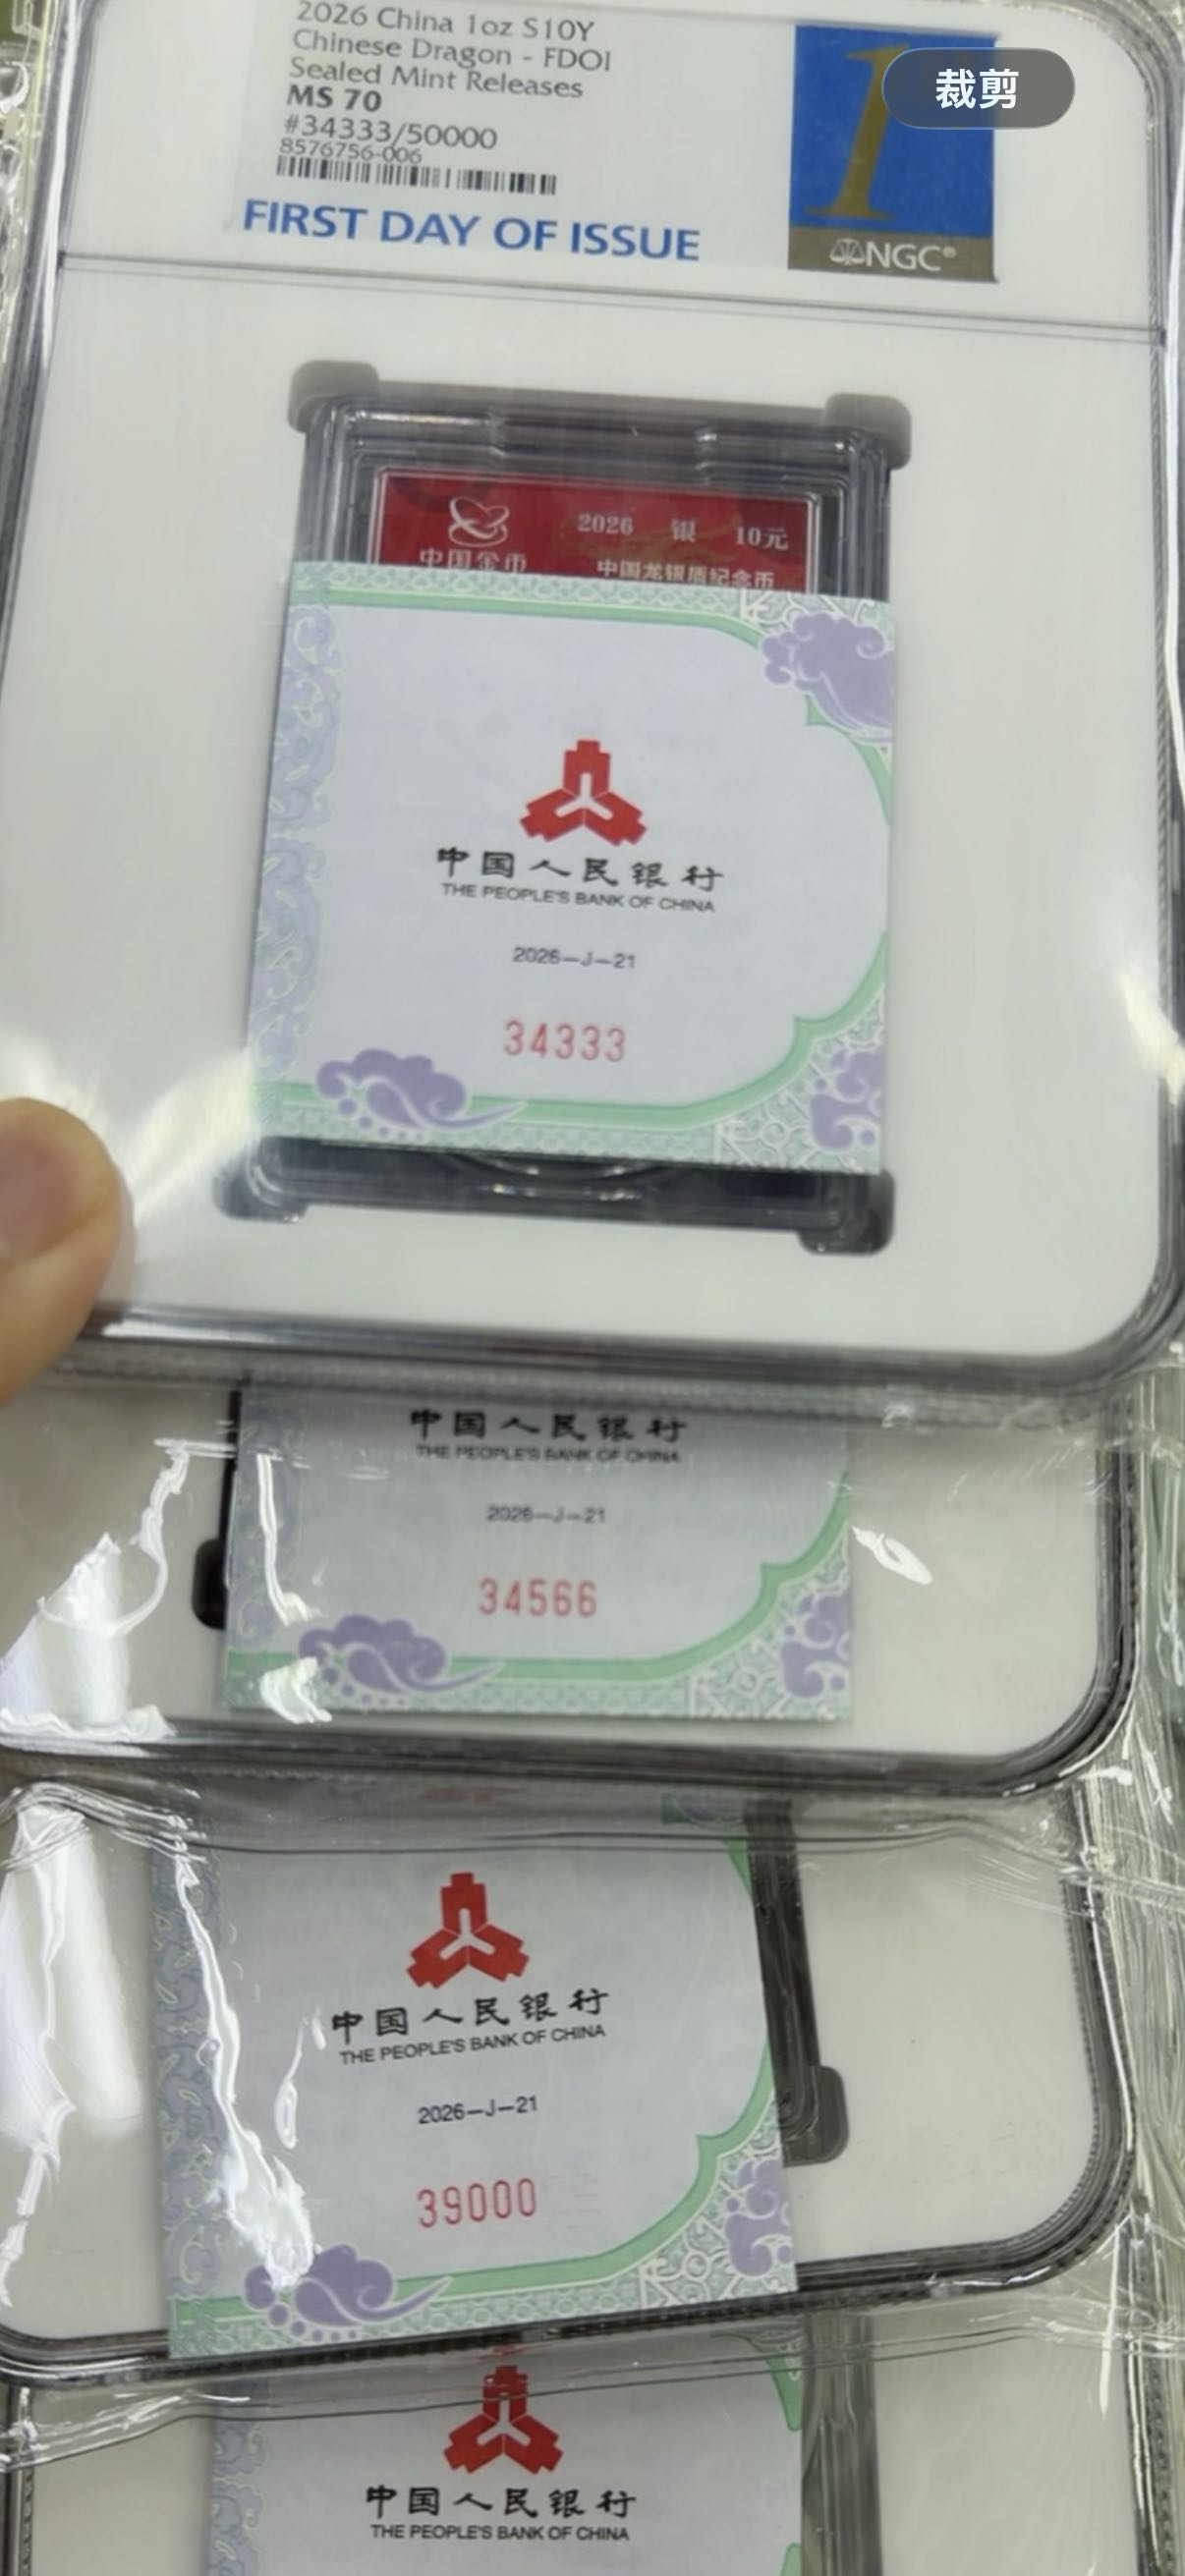 2026 China 1oz S10Y
Chinese Dragon - FDOI
Sealed Mint Releases
MS 70
#34333/50000
8576756-006
FIRST DAY OF ISSUE
1
NGC®
裁剪
2026 银 10元
中国金币 中国龙银质纪念币
中国人民银行
THE PEOPLE'S BANK OF CHINA
2026-J-21
34333
中国人民银行
THE PEOPLE'S BANK OF CHINA
2026-J-21
34566
中国人民银行
THE PEOPLE'S BANK OF CHINA
2026-J-21
39000
中国人民银行
THE PEOPLE'S BANK OF CHINA